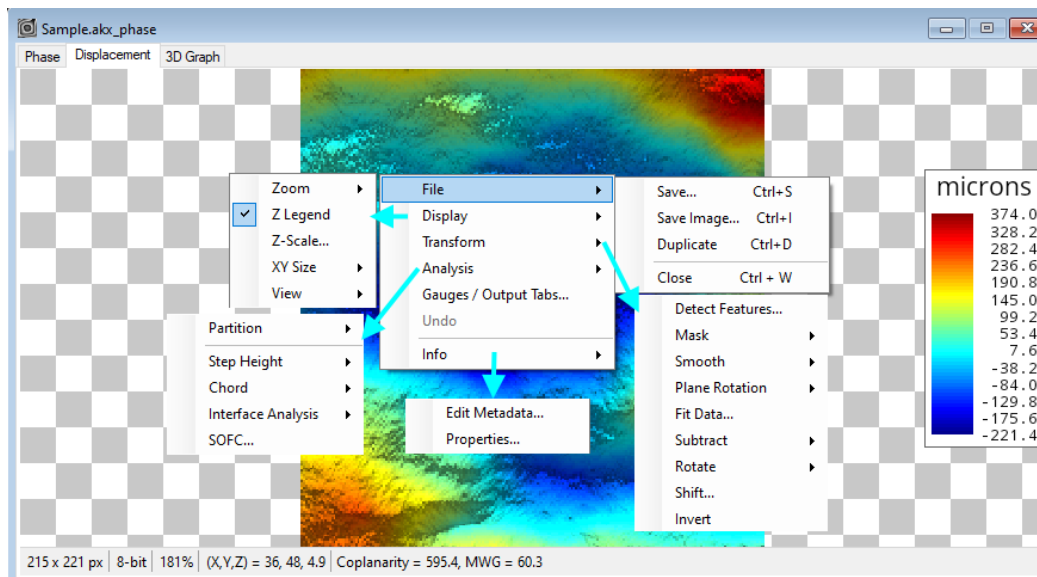 Sample.akx_phase
Phase Displacement 3D Graph
Zoom
Z Legend
Z-Scale...
XY Size
View
File
Display
Transform
Analysis
Gauges / Output Tabs...
Undo
Info
Save... Ctrl+S
Save Image... Ctrl+I
Duplicate Ctrl+D
Close Ctrl + W
Partition
Step Height
Chord
Interface Analysis
SOFC...
Edit Metadata...
Properties...
Detect Features...
Mask
Smooth
Plane Rotation
Fit Data...
Subtract
Rotate
Shift...
Invert
microns
374.0
328.2
282.4
236.6
190.8
145.0
99.2
53.4
7.6
-38.2
-84.0
-129.8
-175.6
-221.4
215 x 221 px 8-bit 181% (X,Y,Z) = 36, 48, 4.9 Coplanarity = 595.4, MWG = 60.3